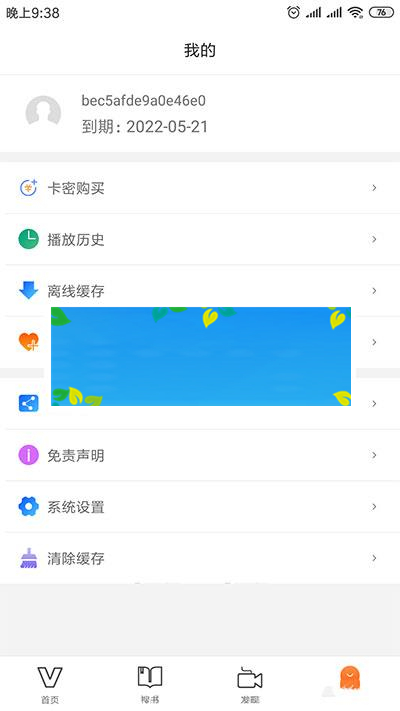 晚上9:38
76
我的
bec5afde9a0e46e0
到期：2022-05-21
卡密购买
播放历史
离线缓存
免责声明
系统设置
清除缓存
首页
搜书
发现